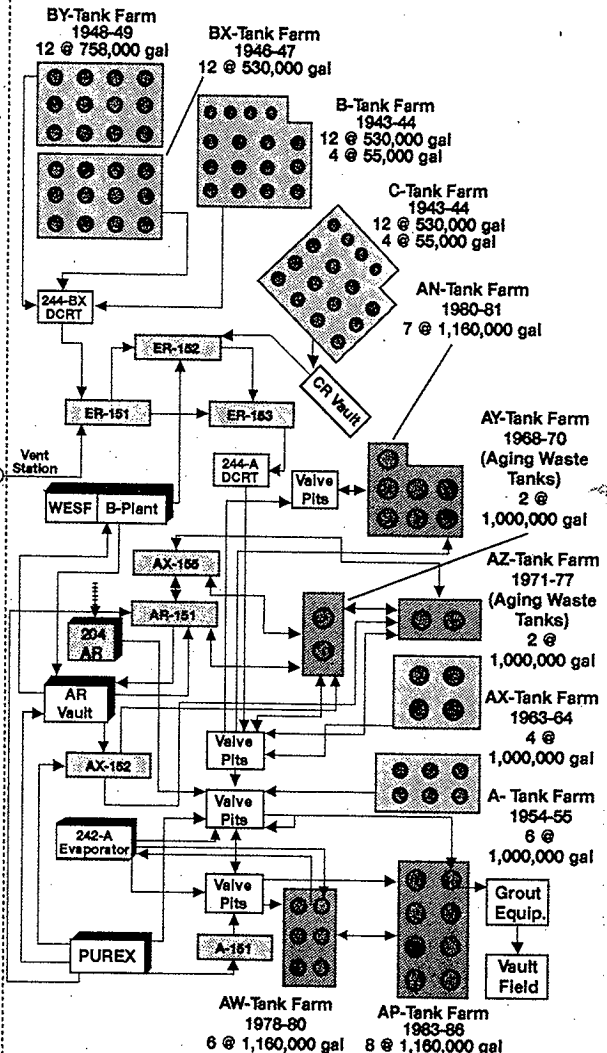 BY-Tank Farm
1948-49
12 @ 758,000 gal
BX-Tank Farm
1946-47
12 @ 530,000 gal
B-Tank Farm
1943-44
12 @ 530,000 gal
4 @ 55,000 gal
C-Tank Farm
1943-44
12 @ 530,000 gal
4 @ 55,000 gal
AN-Tank Farm
1980-81
7 @ 1,160,000 gal
244-BX
DCRT
ER-152
CR Vault
ER-151
ER-153
AY-Tank Farm
1968-70
(Aging Waste
Tanks)
2 @
1,000,000 gal
Vent
Station
244-A
DCRT
Valve
Pits
WESF
B-Plant
AX-155
AZ-Tank Farm
1971-77
(Aging Waste
Tanks)
2 @
1,000,000 gal
AR-151
204
AR
AR
Vault
AX-Tank Farm
1963-64
4 @
1,000,000 gal
Valve
Pits
AX-152
A- Tank Farm
1954-55
6 @
1,000,000 gal
Valve
Pits
242-A
Evaporator
Valve
Pits
Grout
Equip.
A-151
PUREX
Vault
Field
AW-Tank Farm
1978-80
6 @ 1,160,000 gal
AP-Tank Farm
1983-86
8 @ 1,160,000 gal